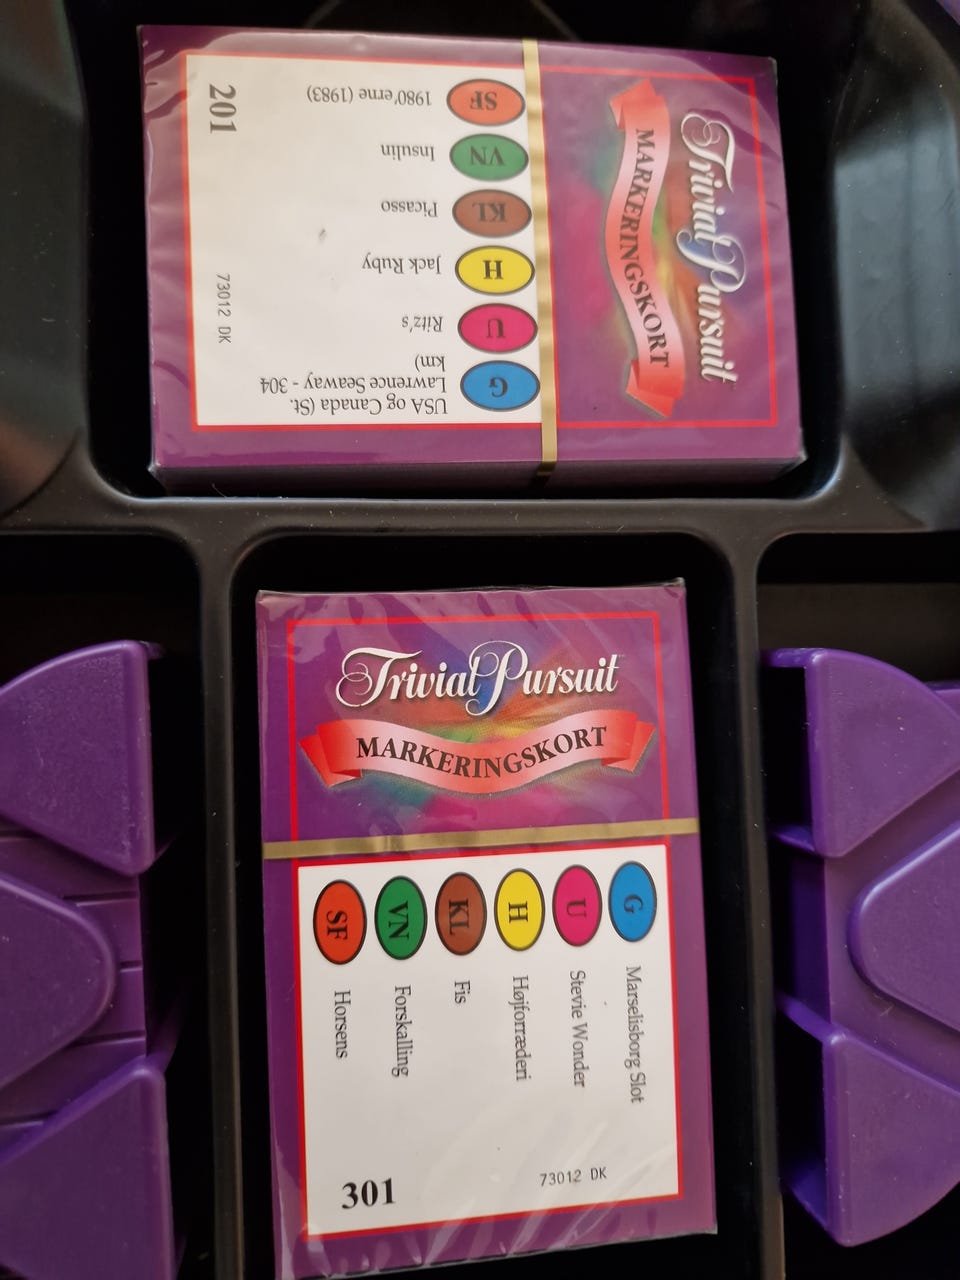 Trivial Pursuit
MARKERINGSKORT
G USA og Canada (St.
Lawrence Seaway - 304
km)
U Ritz's
H Jack Ruby
KL Picasso
VN Insulin
SF 1980'erne (1983)
73012 DK
201
Trivial Pursuit
MARKERINGSKORT
G Marselisborg Slot
U Stevie Wonder
H Højforræderi
KL Fis
VN Forskalling
SF Horsens
73012 DK
301